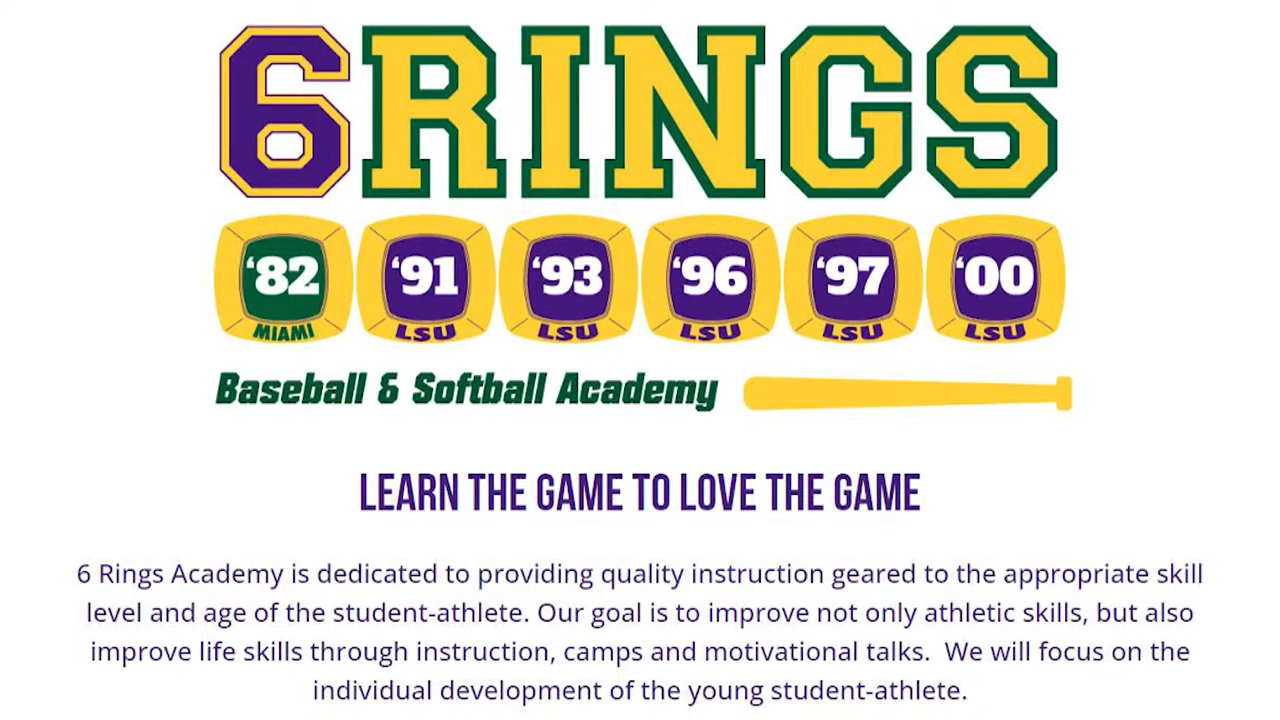 6RINGS
‘82 ‘91 ‘93 ‘96 ‘97 ‘00
MIAMI LSU LSU LSU LSU LSU
Baseball & Softball Academy
LEARN THE GAME TO LOVE THE GAME
6 Rings Academy is dedicated to providing quality instruction geared to the appropriate skill
level and age of the student-athlete. Our goal is to improve not only athletic skills, but also
improve life skills through instruction, camps and motivational talks.  We will focus on the
individual development of the young student-athlete.